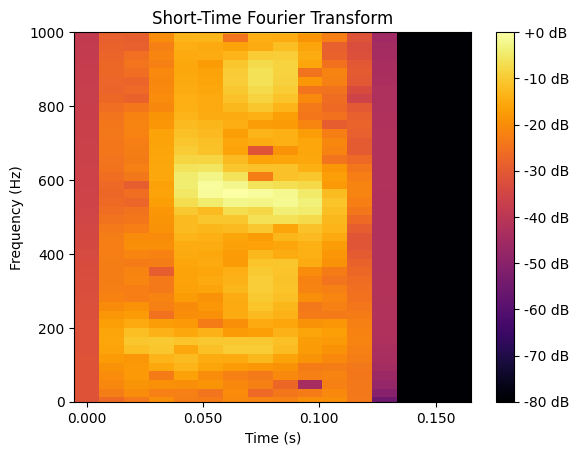 Short-Time Fourier Transform
1000
800
600
400
200
0
Frequency (Hz)
0.000
0.050
0.100
0.150
Time (s)
+0 dB
-10 dB
-20 dB
-30 dB
-40 dB
-50 dB
-60 dB
-70 dB
-80 dB